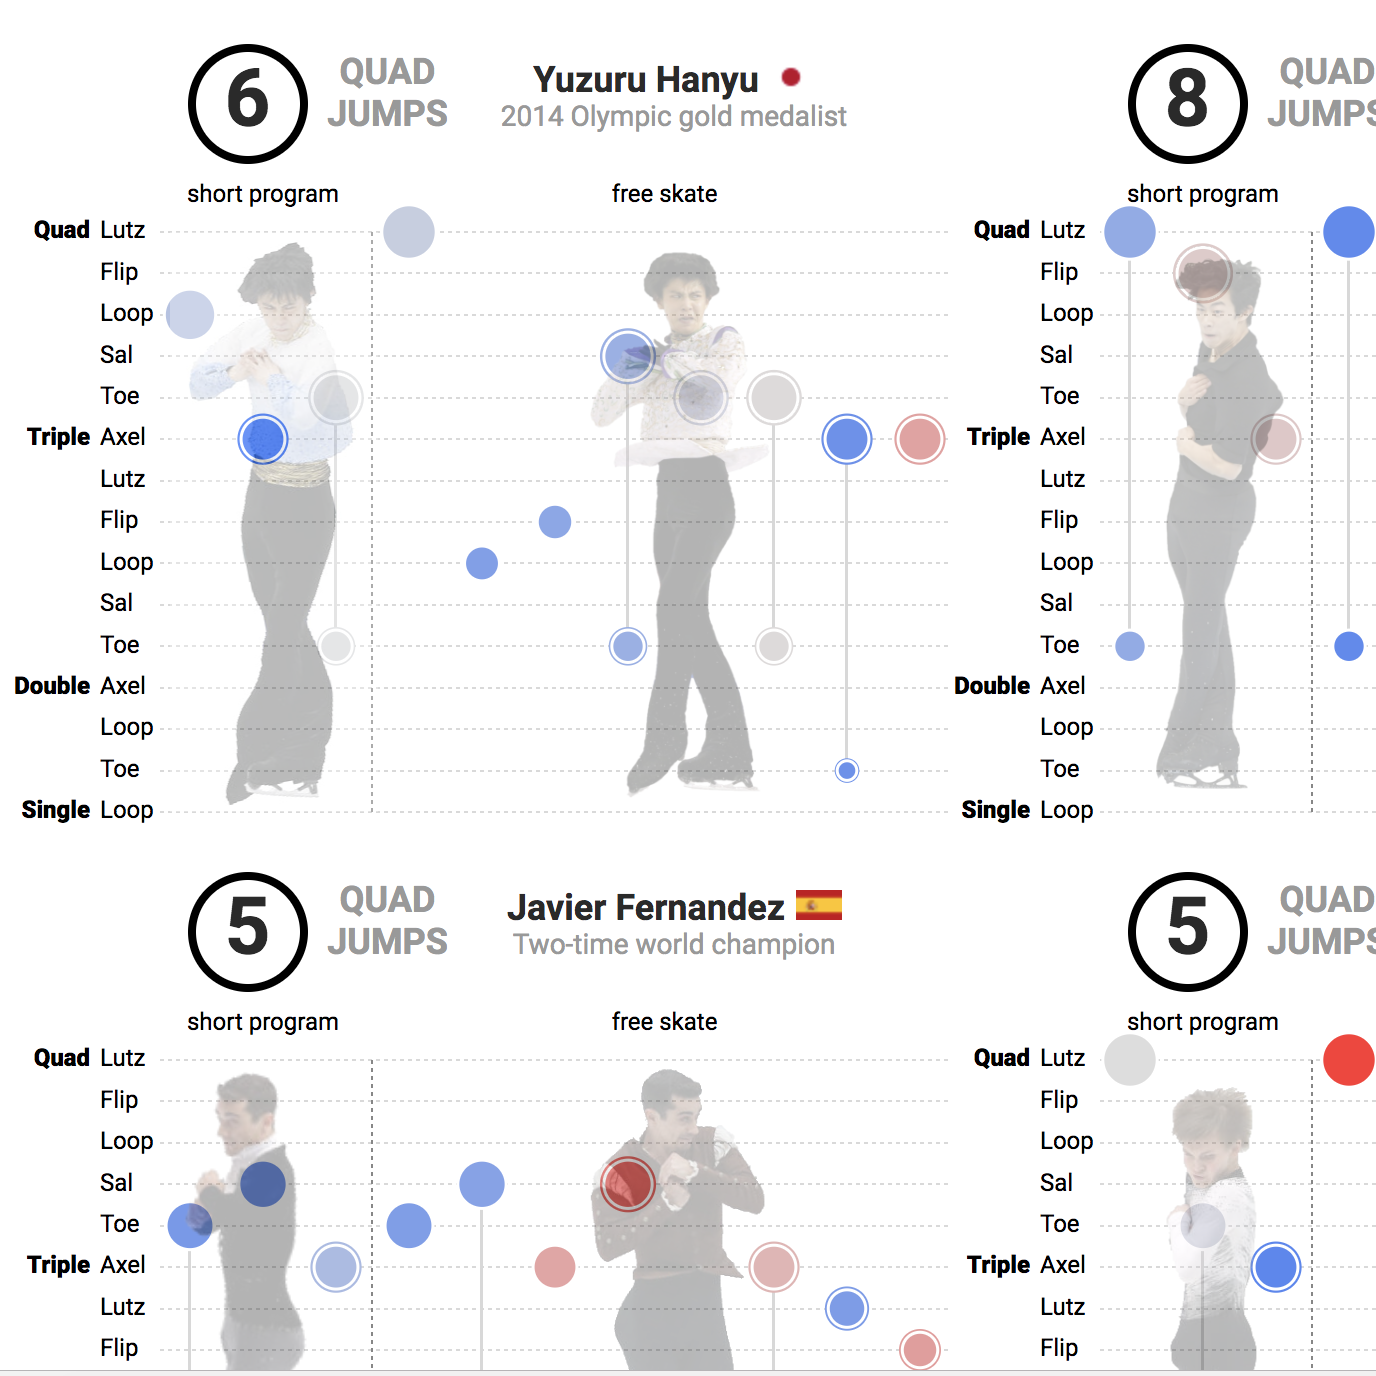 6 QUAD JUMPS
Yuzuru Hanyu
2014 Olympic gold medalist
short program free skate
Quad Lutz
Flip
Loop
Sal
Toe
Triple Axel
Lutz
Flip
Loop
Sal
Toe
Double Axel
Loop
Toe
Single Loop
8 QUAD JUMPS
short program
Quad Lutz
Flip
Loop
Sal
Toe
Triple Axel
Lutz
Flip
Loop
Sal
Toe
Double Axel
Loop
Toe
Single Loop
5 QUAD JUMPS
Javier Fernandez
Two-time world champion
short program free skate
Quad Lutz
Flip
Loop
Sal
Toe
Triple Axel
Lutz
Flip
5 QUAD JUMPS
short program
Quad Lutz
Flip
Loop
Sal
Toe
Triple Axel
Lutz
Flip